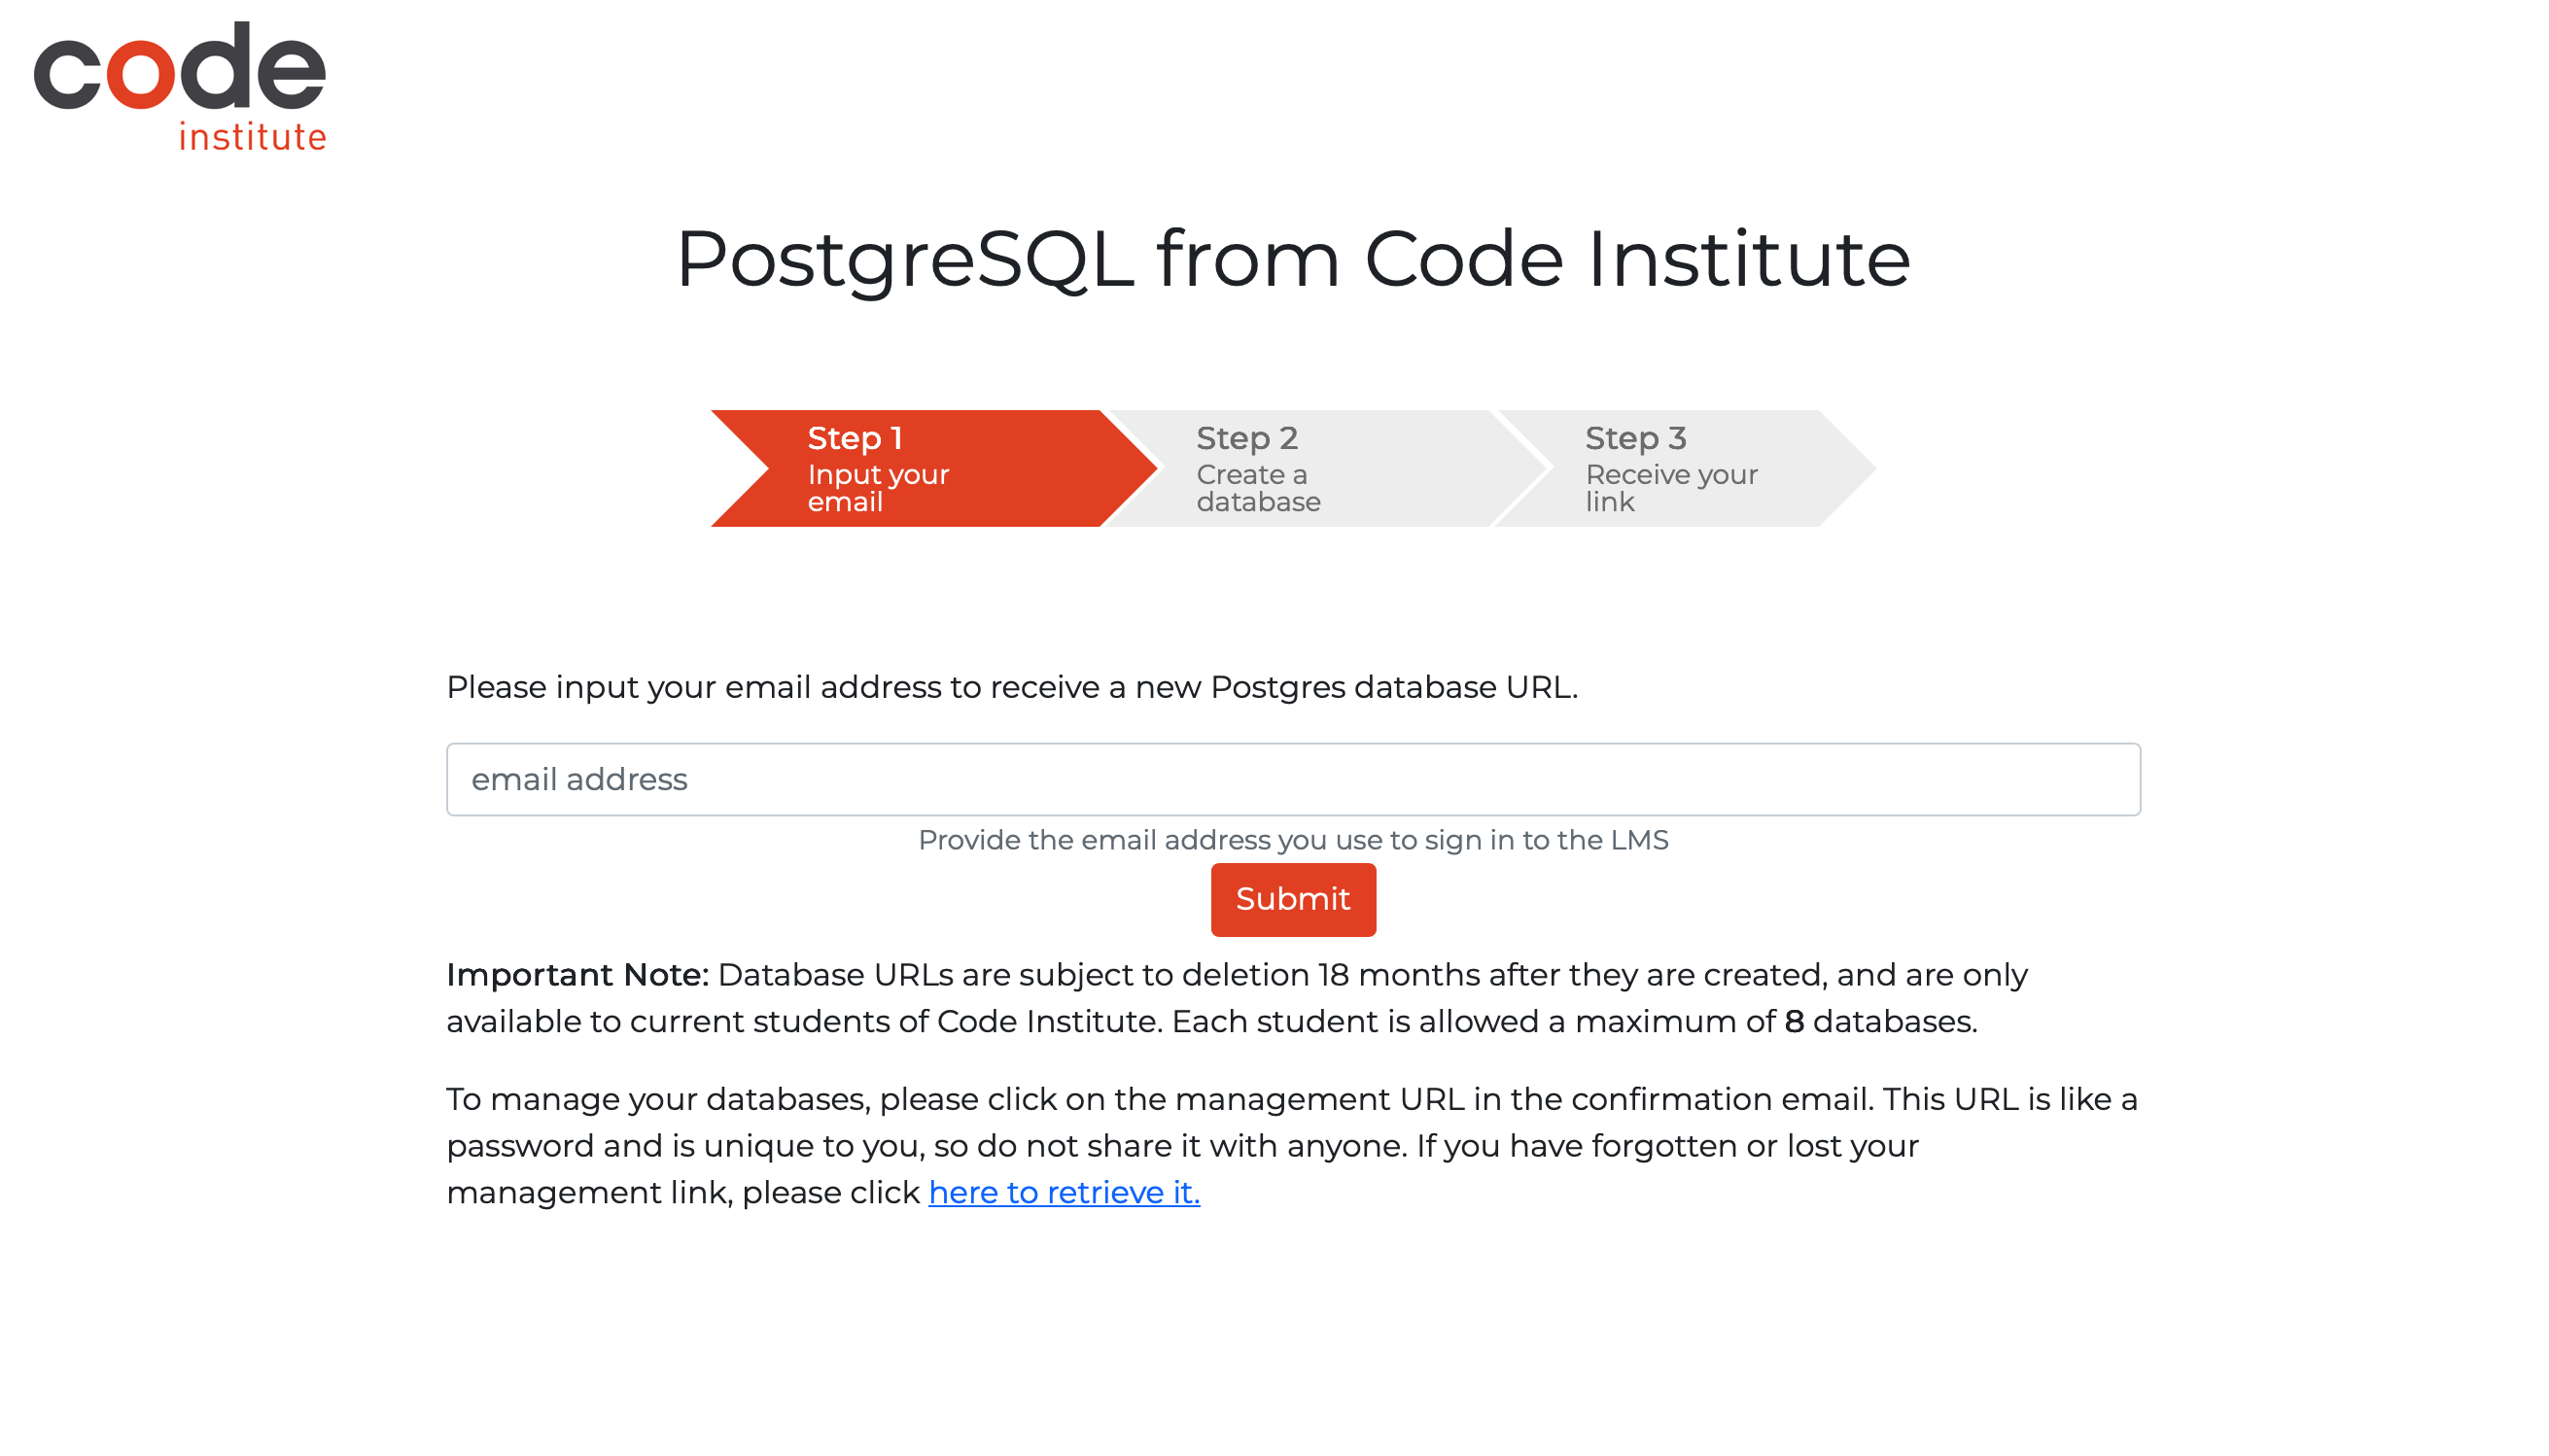 code
institute
PostgreSQL from Code Institute
Step 1
Input your
email
Step 2
Create a
database
Step 3
Receive your
link
Please input your email address to receive a new Postgres database URL.
email address
Provide the email address you use to sign in to the LMS
Submit
Important Note: Database URLs are subject to deletion 18 months after they are created, and are only
available to current students of Code Institute. Each student is allowed a maximum of 8 databases.
To manage your databases, please click on the management URL in the confirmation email. This URL is like a
password and is unique to you, so do not share it with anyone. If you have forgotten or lost your
management link, please click here to retrieve it.